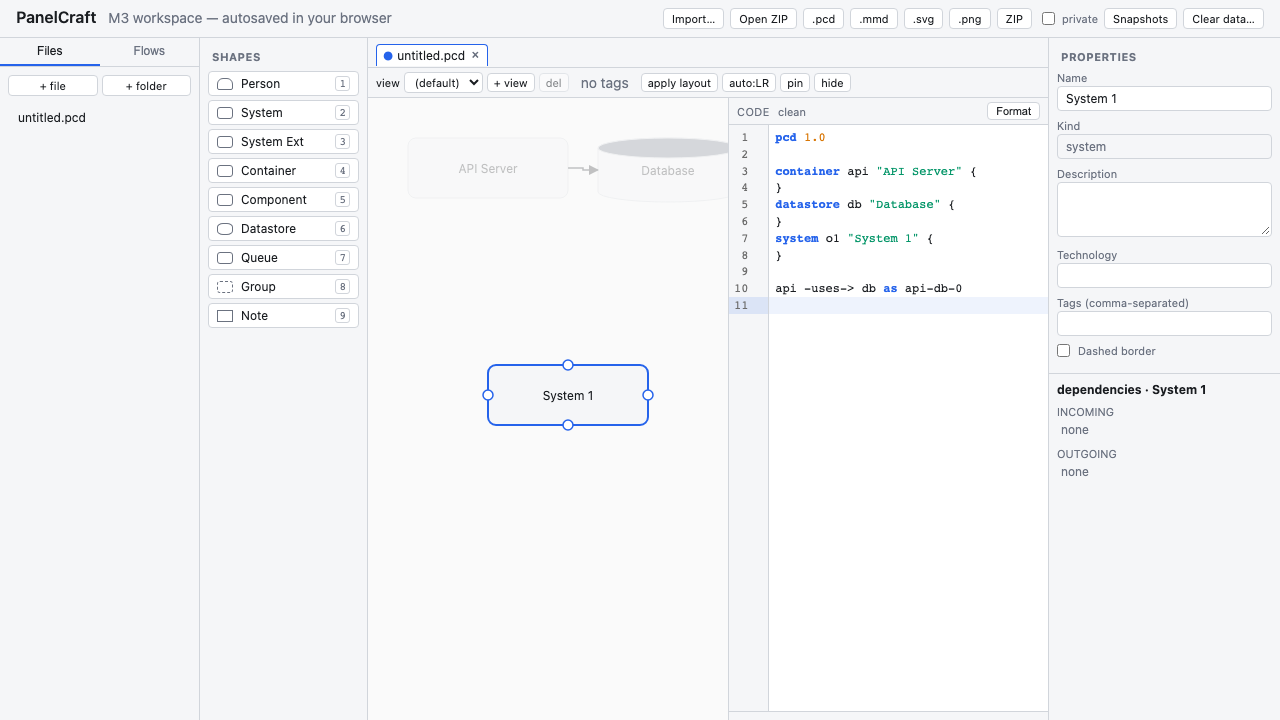 PanelCraft M3 workspace — autosaved in your browser Import... Open ZIP .pcd .mmd .svg .png ZIP private Snapshots Clear data...
Files Flows
+ file + folder
untitled.pcd
SHAPES
Person 1
System 2
System Ext 3
Container 4
Component 5
Datastore 6
Queue 7
Group 8
Note 9
untitled.pcd ×
view (default) + view del no tags apply layout auto:LR pin hide
API Server
Database
System 1
CODE clean Format
1 pcd 1.0
2
3 container api "API Server" {
4 }
5 datastore db "Database" {
6 }
7 system o1 "System 1" {
8 }
9
10 api -uses-> db as api-db-0
11
PROPERTIES
Name
System 1
Kind
system
Description
Technology
Tags (comma-separated)
Dashed border
dependencies · System 1
INCOMING
none
OUTGOING
none